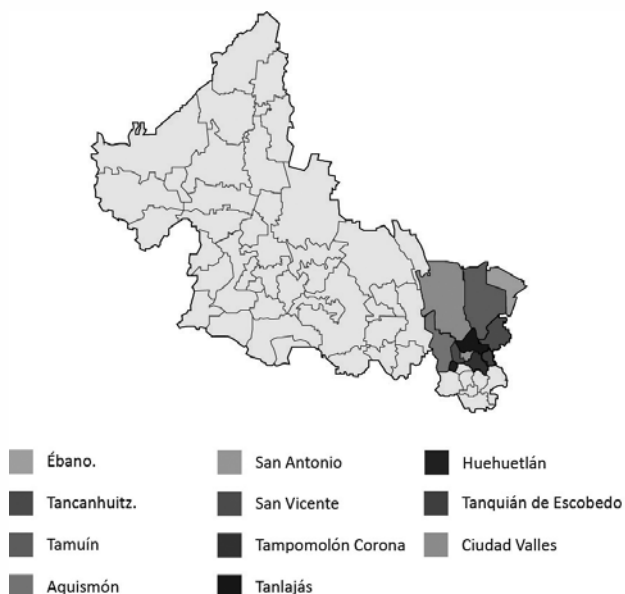 Ébano.
San Antonio
Huehuetlán
Tancanhuitz.
San Vicente
Tanquián de Escobedo
Tamuín
Tampomolón Corona
Ciudad Valles
Aquismón
Tanlajás